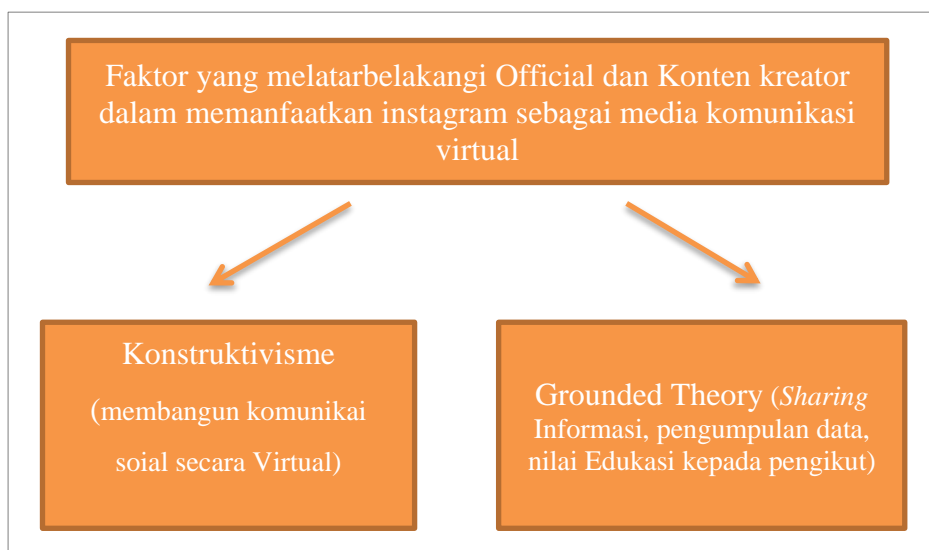 Faktor yang melatarbelakangi Official dan Konten kreator
dalam memanfaatkan instagram sebagai media komunikasi
virtual
Konstruktivisme
(membangun komunikai
soial secara Virtual)
Grounded Theory (Sharing
Informasi, pengumpulan data,
nilai Edukasi kepada pengikut)